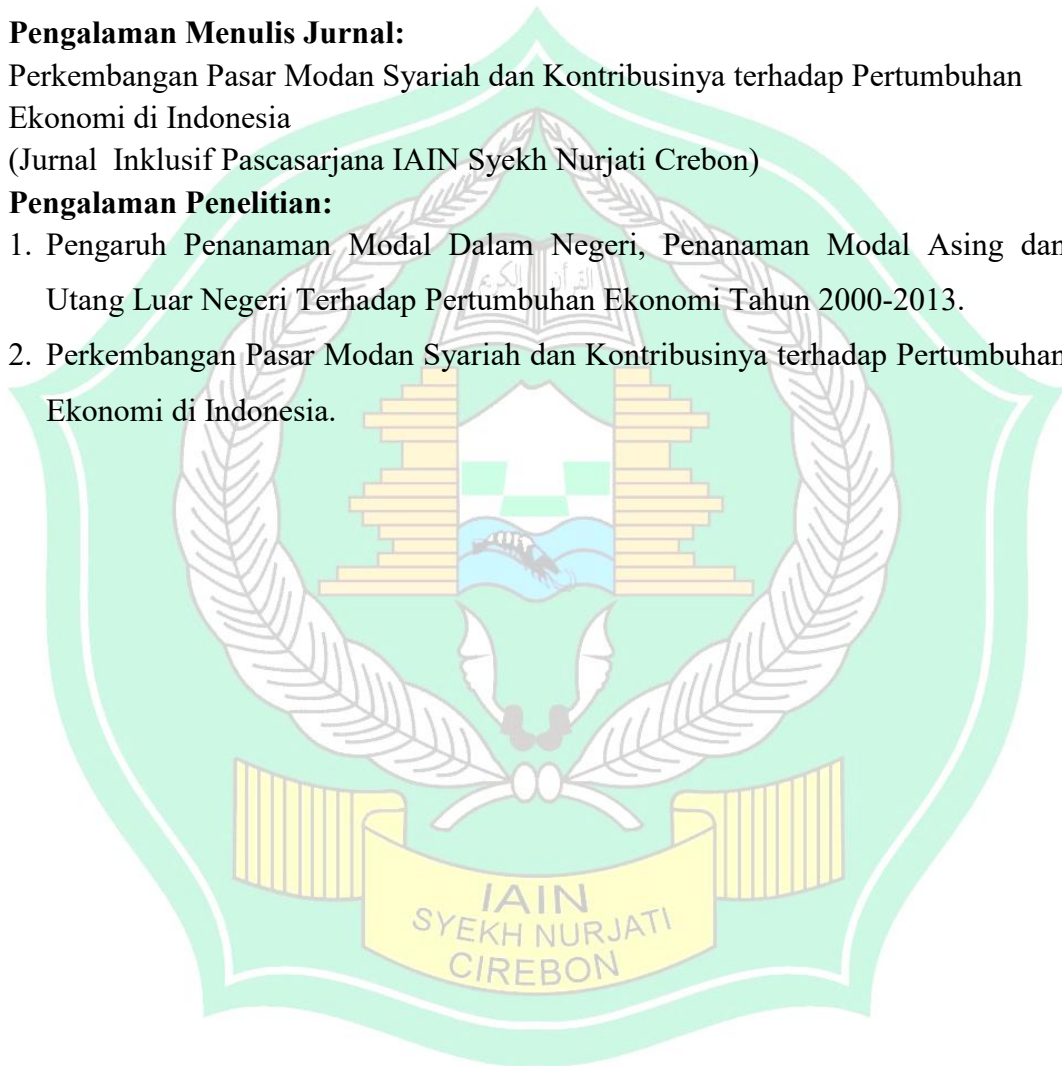 Pengalaman Menulis Jurnal:
Perkembangan Pasar Modan Syariah dan Kontribusinya terhadap Pertumbuhan
Ekonomi di Indonesia
(Jurnal Inklusif Pascasarjana IAIN Syekh Nurjati Crebon)
Pengalaman Penelitian:
1. Pengaruh Penanaman Modal Dalam Negeri, Penanaman Modal Asing dan
Utang Luar Negeri Terhadap Pertumbuhan Ekonomi Tahun 2000-2013.
2. Perkembangan Pasar Modan Syariah dan Kontribusinya terhadap Pertumbuhan
Ekonomi di Indonesia.
القرآن الكريم
IAIN
SYEKH NURJATI
CIREBON